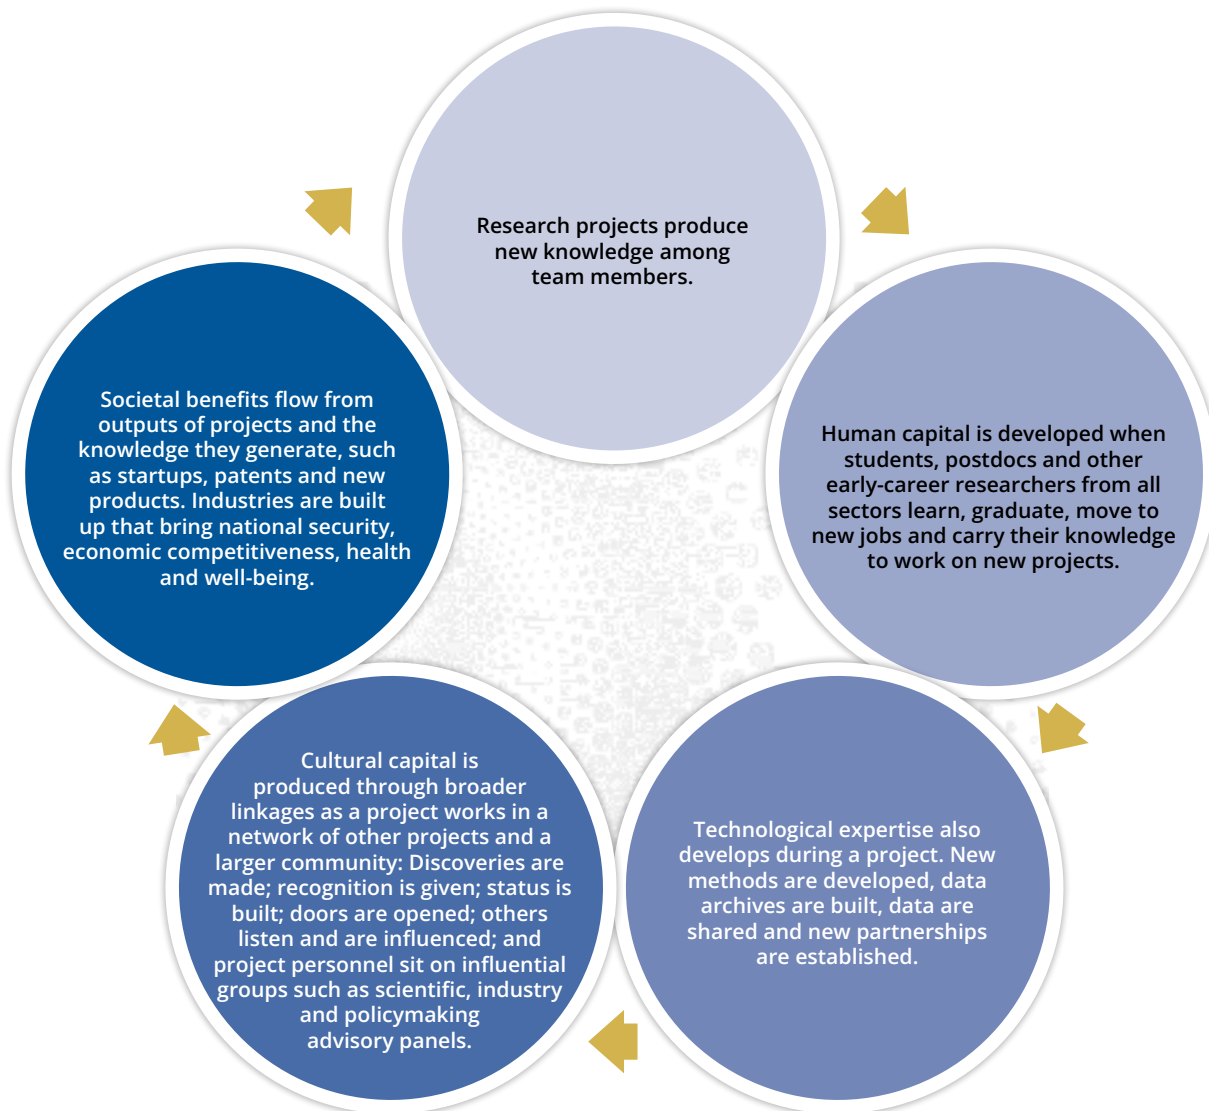 Research projects produce
new knowledge among
team members.
Human capital is developed when
students, postdocs and other
early-career researchers from all
sectors learn, graduate, move to
new jobs and carry their knowledge
to work on new projects.
Technological expertise also
develops during a project. New
methods are developed, data
archives are built, data are
shared and new partnerships
are established.
Cultural capital is
produced through broader
linkages as a project works in a
network of other projects and a
larger community: Discoveries are
made; recognition is given; status is
built; doors are opened; others
listen and are influenced; and
project personnel sit on influential
groups such as scientific, industry
and policymaking
advisory panels.
Societal benefits flow from
outputs of projects and the
knowledge they generate, such
as startups, patents and new
products. Industries are built
up that bring national security,
economic competitiveness, health
and well-being.